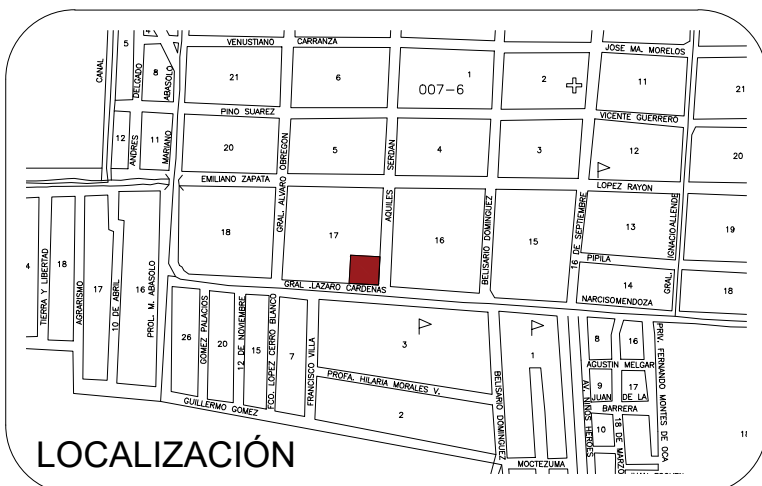 VENUSTIANO CARRANZA
JOSE MA. MORELOS
5
4
CANAL
DELGADO
8
ABASOLO
21
6
1
007-6
2
11
21
PINO SUAREZ
VICENTE GUERRERO
12
ANDRES
11
MARIANO
20
GRAL. ALVARO OBREGON
5
SERDAN
4
3
12
20
EMILIANO ZAPATA
LOPEZ RAYON
18
17
AQUILES
16
BELISARIO DOMINGUEZ
15
16 DE SEPTIEMBRE
13
GRAL. IGNACIO ALLENDE
19
PIPILA
14
18
GRAL .LAZARO CARDENAS
NARCISOMENDOZA
4
TIERRA Y LIBERTAD
18
AGRARISMO
17
10 DE ABRIL
16
PROL. M. ABASOLO
26
GOMEZ PALACIOS
20
12 DE NOVIEMBRE
15
FCO. LOPEZ CERRO BLANCO
7
FRANCISCO VILLA
3
1
8
16
PRIV. FERNANDO MONTES DE OCA
AGUSTIN MELGAR
PROFA. HILARIA MORALES V.
BELISARIO DOMINGUEZ
AV. NIÑOS HEROES
9
17
JUAN DE LA
BARRERA
GUILLERMO GOMEZ
2
10
18 DE MARZO
MOCTEZUMA
LOCALIZACIÓN